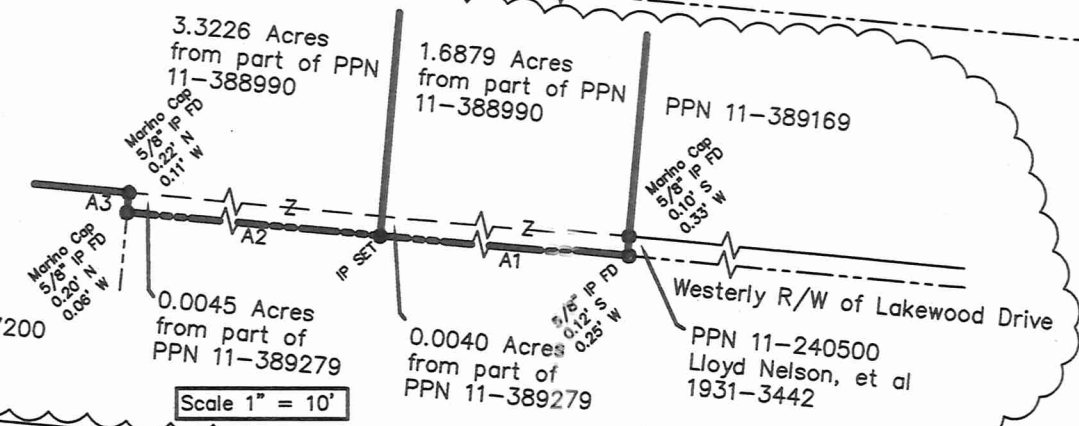 3.3226 Acres
from part of PPN
11-388990
1.6879 Acres
from part of PPN
11-388990
PPN 11-389169
Marino Cap
5/8" IP FD
0.22' N
0.11' W
Marino Cap
5/8" IP FD
0.10' S
0.33' W
A3
Z
A2
Z
A1
IP SET
Marino Cap
5/8" IP FD
0.20' N
0.06' W
5/8" IP FD
0.12' S
0.25' W
Westerly R/W of Lakewood Drive
7200
0.0045 Acres
from part of
PPN 11-389279
0.0040 Acres
from part of
PPN 11-389279
PPN 11-240500
Lloyd Nelson, et al
1931-3442
Scale 1" = 10'